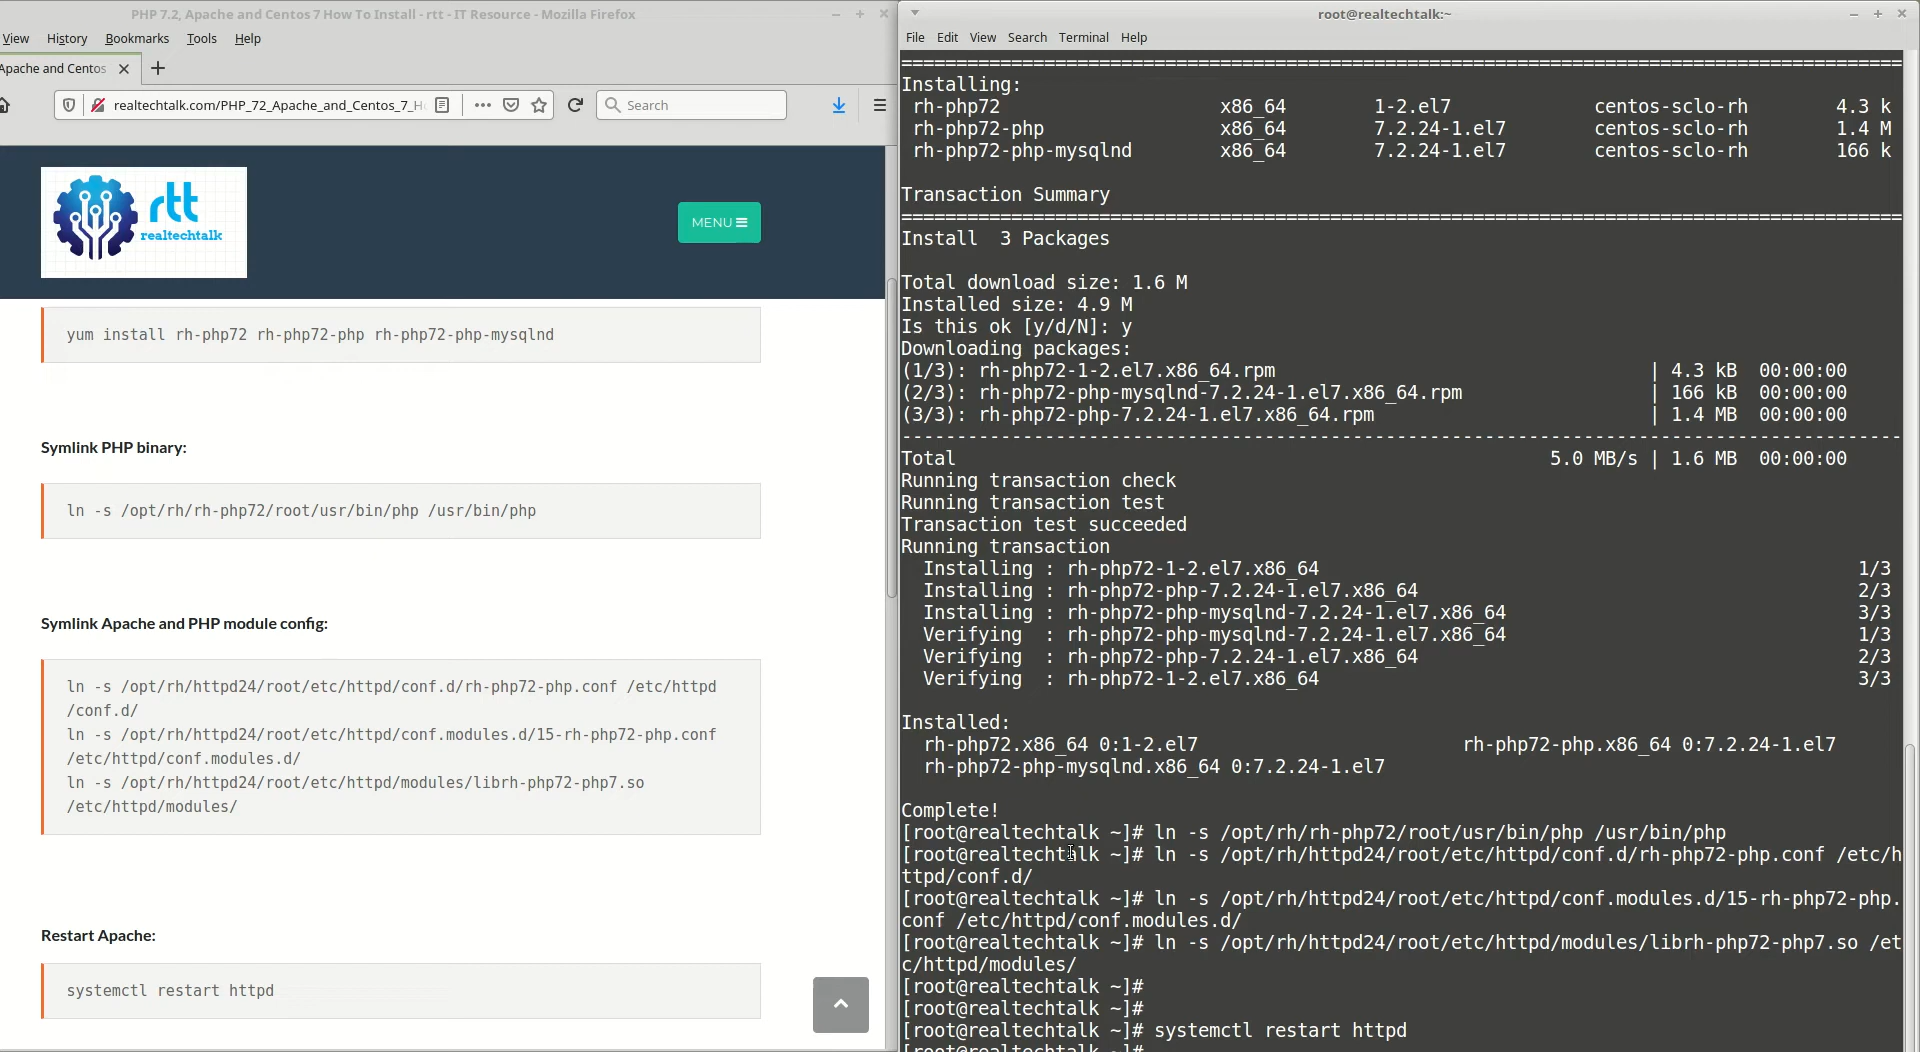 PHP 7.2, Apache and Centos 7 How To Install - rtt - IT Resource - Mozilla Firefox
View History Bookmarks Tools Help
Apache and Centos
realtechtalk.com/PHP_72_Apache_and_Centos_7_H
Search
rtt
realtechtalk
MENU
yum install rh-php72 rh-php72-php rh-php72-php-mysqlnd
Symlink PHP binary:
ln -s /opt/rh/rh-php72/root/usr/bin/php /usr/bin/php
Symlink Apache and PHP module config:
ln -s /opt/rh/httpd24/root/etc/httpd/conf.d/rh-php72-php.conf /etc/httpd
/conf.d/
ln -s /opt/rh/httpd24/root/etc/httpd/conf.modules.d/15-rh-php72-php.conf
/etc/httpd/conf.modules.d/
ln -s /opt/rh/httpd24/root/etc/httpd/modules/librh-php72-php7.so
/etc/httpd/modules/
Restart Apache:
systemctl restart httpd
root@realtechtalk:~
File Edit View Search Terminal Help
===========================================================================================
Installing:
rh-php72 x86_64 1-2.el7 centos-sclo-rh 4.3 k
rh-php72-php x86_64 7.2.24-1.el7 centos-sclo-rh 1.4 M
rh-php72-php-mysqlnd x86_64 7.2.24-1.el7 centos-sclo-rh 166 k
Transaction Summary
===========================================================================================
Install 3 Packages
Total download size: 1.6 M
Installed size: 4.9 M
Is this ok [y/d/N]: y
Downloading packages:
(1/3): rh-php72-1-2.el7.x86_64.rpm | 4.3 kB 00:00:00
(2/3): rh-php72-php-mysqlnd-7.2.24-1.el7.x86_64.rpm | 166 kB 00:00:00
(3/3): rh-php72-php-7.2.24-1.el7.x86_64.rpm | 1.4 MB 00:00:00
-------------------------------------------------------------------------------------------
Total 5.0 MB/s | 1.6 MB 00:00:00
Running transaction check
Running transaction test
Transaction test succeeded
Running transaction
Installing : rh-php72-1-2.el7.x86_64 1/3
Installing : rh-php72-php-7.2.24-1.el7.x86_64 2/3
Installing : rh-php72-php-mysqlnd-7.2.24-1.el7.x86_64 3/3
Verifying : rh-php72-php-mysqlnd-7.2.24-1.el7.x86_64 1/3
Verifying : rh-php72-php-7.2.24-1.el7.x86_64 2/3
Verifying : rh-php72-1-2.el7.x86_64 3/3
Installed:
rh-php72.x86_64 0:1-2.el7 rh-php72-php.x86_64 0:7.2.24-1.el7
rh-php72-php-mysqlnd.x86_64 0:7.2.24-1.el7
Complete!
[root@realtechtalk ~]# ln -s /opt/rh/rh-php72/root/usr/bin/php /usr/bin/php
[root@realtechtalk ~]# ln -s /opt/rh/httpd24/root/etc/httpd/conf.d/rh-php72-php.conf /etc/h
ttpd/conf.d/
[root@realtechtalk ~]# ln -s /opt/rh/httpd24/root/etc/httpd/conf.modules.d/15-rh-php72-php.
conf /etc/httpd/conf.modules.d/
[root@realtechtalk ~]# ln -s /opt/rh/httpd24/root/etc/httpd/modules/librh-php72-php7.so /et
c/httpd/modules/
[root@realtechtalk ~]#
[root@realtechtalk ~]#
[root@realtechtalk ~]# systemctl restart httpd
[root@realtechtalk ~]#